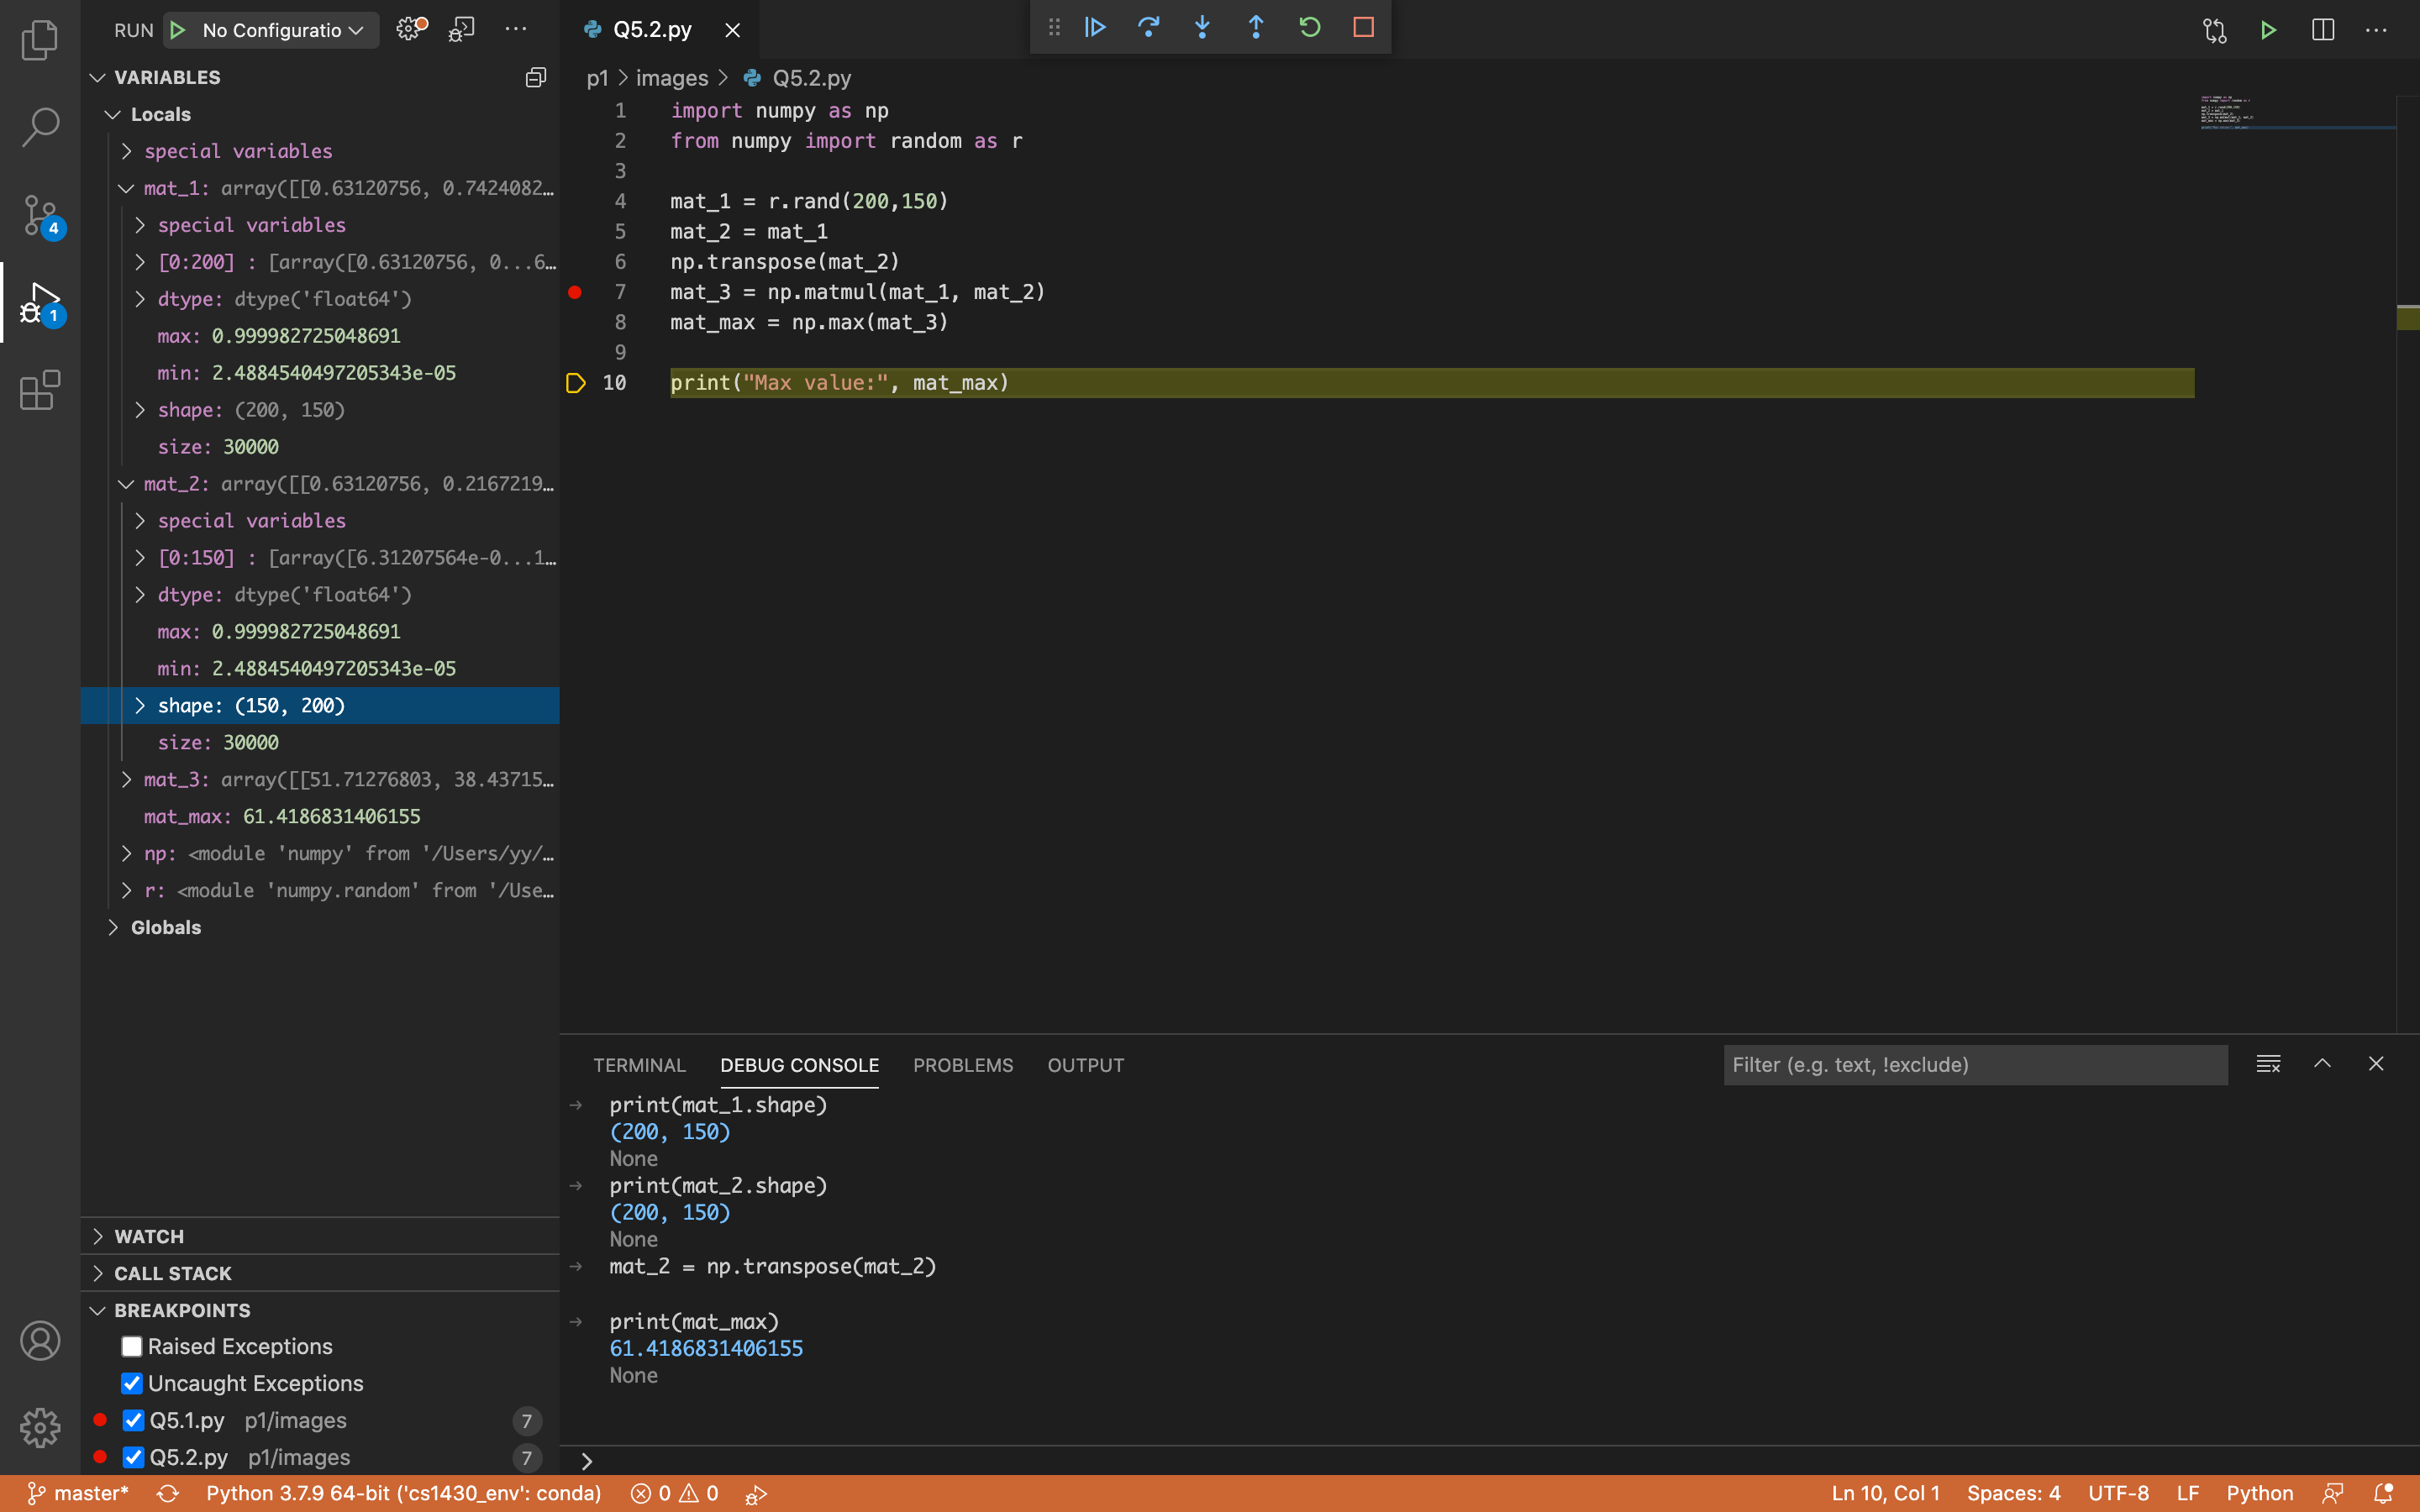 RUN No Configuratio
VARIABLES
Locals
special variables
mat_1: array([[0.63120756, 0.7424082…
special variables
[0:200] : [array([0.63120756, 0...6…
dtype: dtype('float64')
max: 0.999982725048691
min: 2.4884540497205343e-05
shape: (200, 150)
size: 30000
mat_2: array([[0.63120756, 0.2167219…
special variables
[0:150] : [array([6.31207564e-0...1…
dtype: dtype('float64')
max: 0.999982725048691
min: 2.4884540497205343e-05
shape: (150, 200)
size: 30000
mat_3: array([[51.71276803, 38.43715…
mat_max: 61.4186831406155
np: <module 'numpy' from '/Users/yy/…
r: <module 'numpy.random' from '/Use…
Globals
4
1
WATCH
CALL STACK
BREAKPOINTS
Raised Exceptions
Uncaught Exceptions
Q5.1.py p1/images 7
Q5.2.py p1/images 7
Q5.2.py
p1 > images > Q5.2.py
1 import numpy as np
2 from numpy import random as r
3
4 mat_1 = r.rand(200,150)
5 mat_2 = mat_1
6 np.transpose(mat_2)
7 mat_3 = np.matmul(mat_1, mat_2)
8 mat_max = np.max(mat_3)
9
10 print("Max value:", mat_max)
TERMINAL DEBUG CONSOLE PROBLEMS OUTPUT Filter (e.g. text, !exclude)
→ print(mat_1.shape)
(200, 150)
None
→ print(mat_2.shape)
(200, 150)
None
→ mat_2 = np.transpose(mat_2)
→ print(mat_max)
61.4186831406155
None
>
master* Python 3.7.9 64-bit ('cs1430_env': conda) 0 0 Ln 10, Col 1 Spaces: 4 UTF-8 LF Python